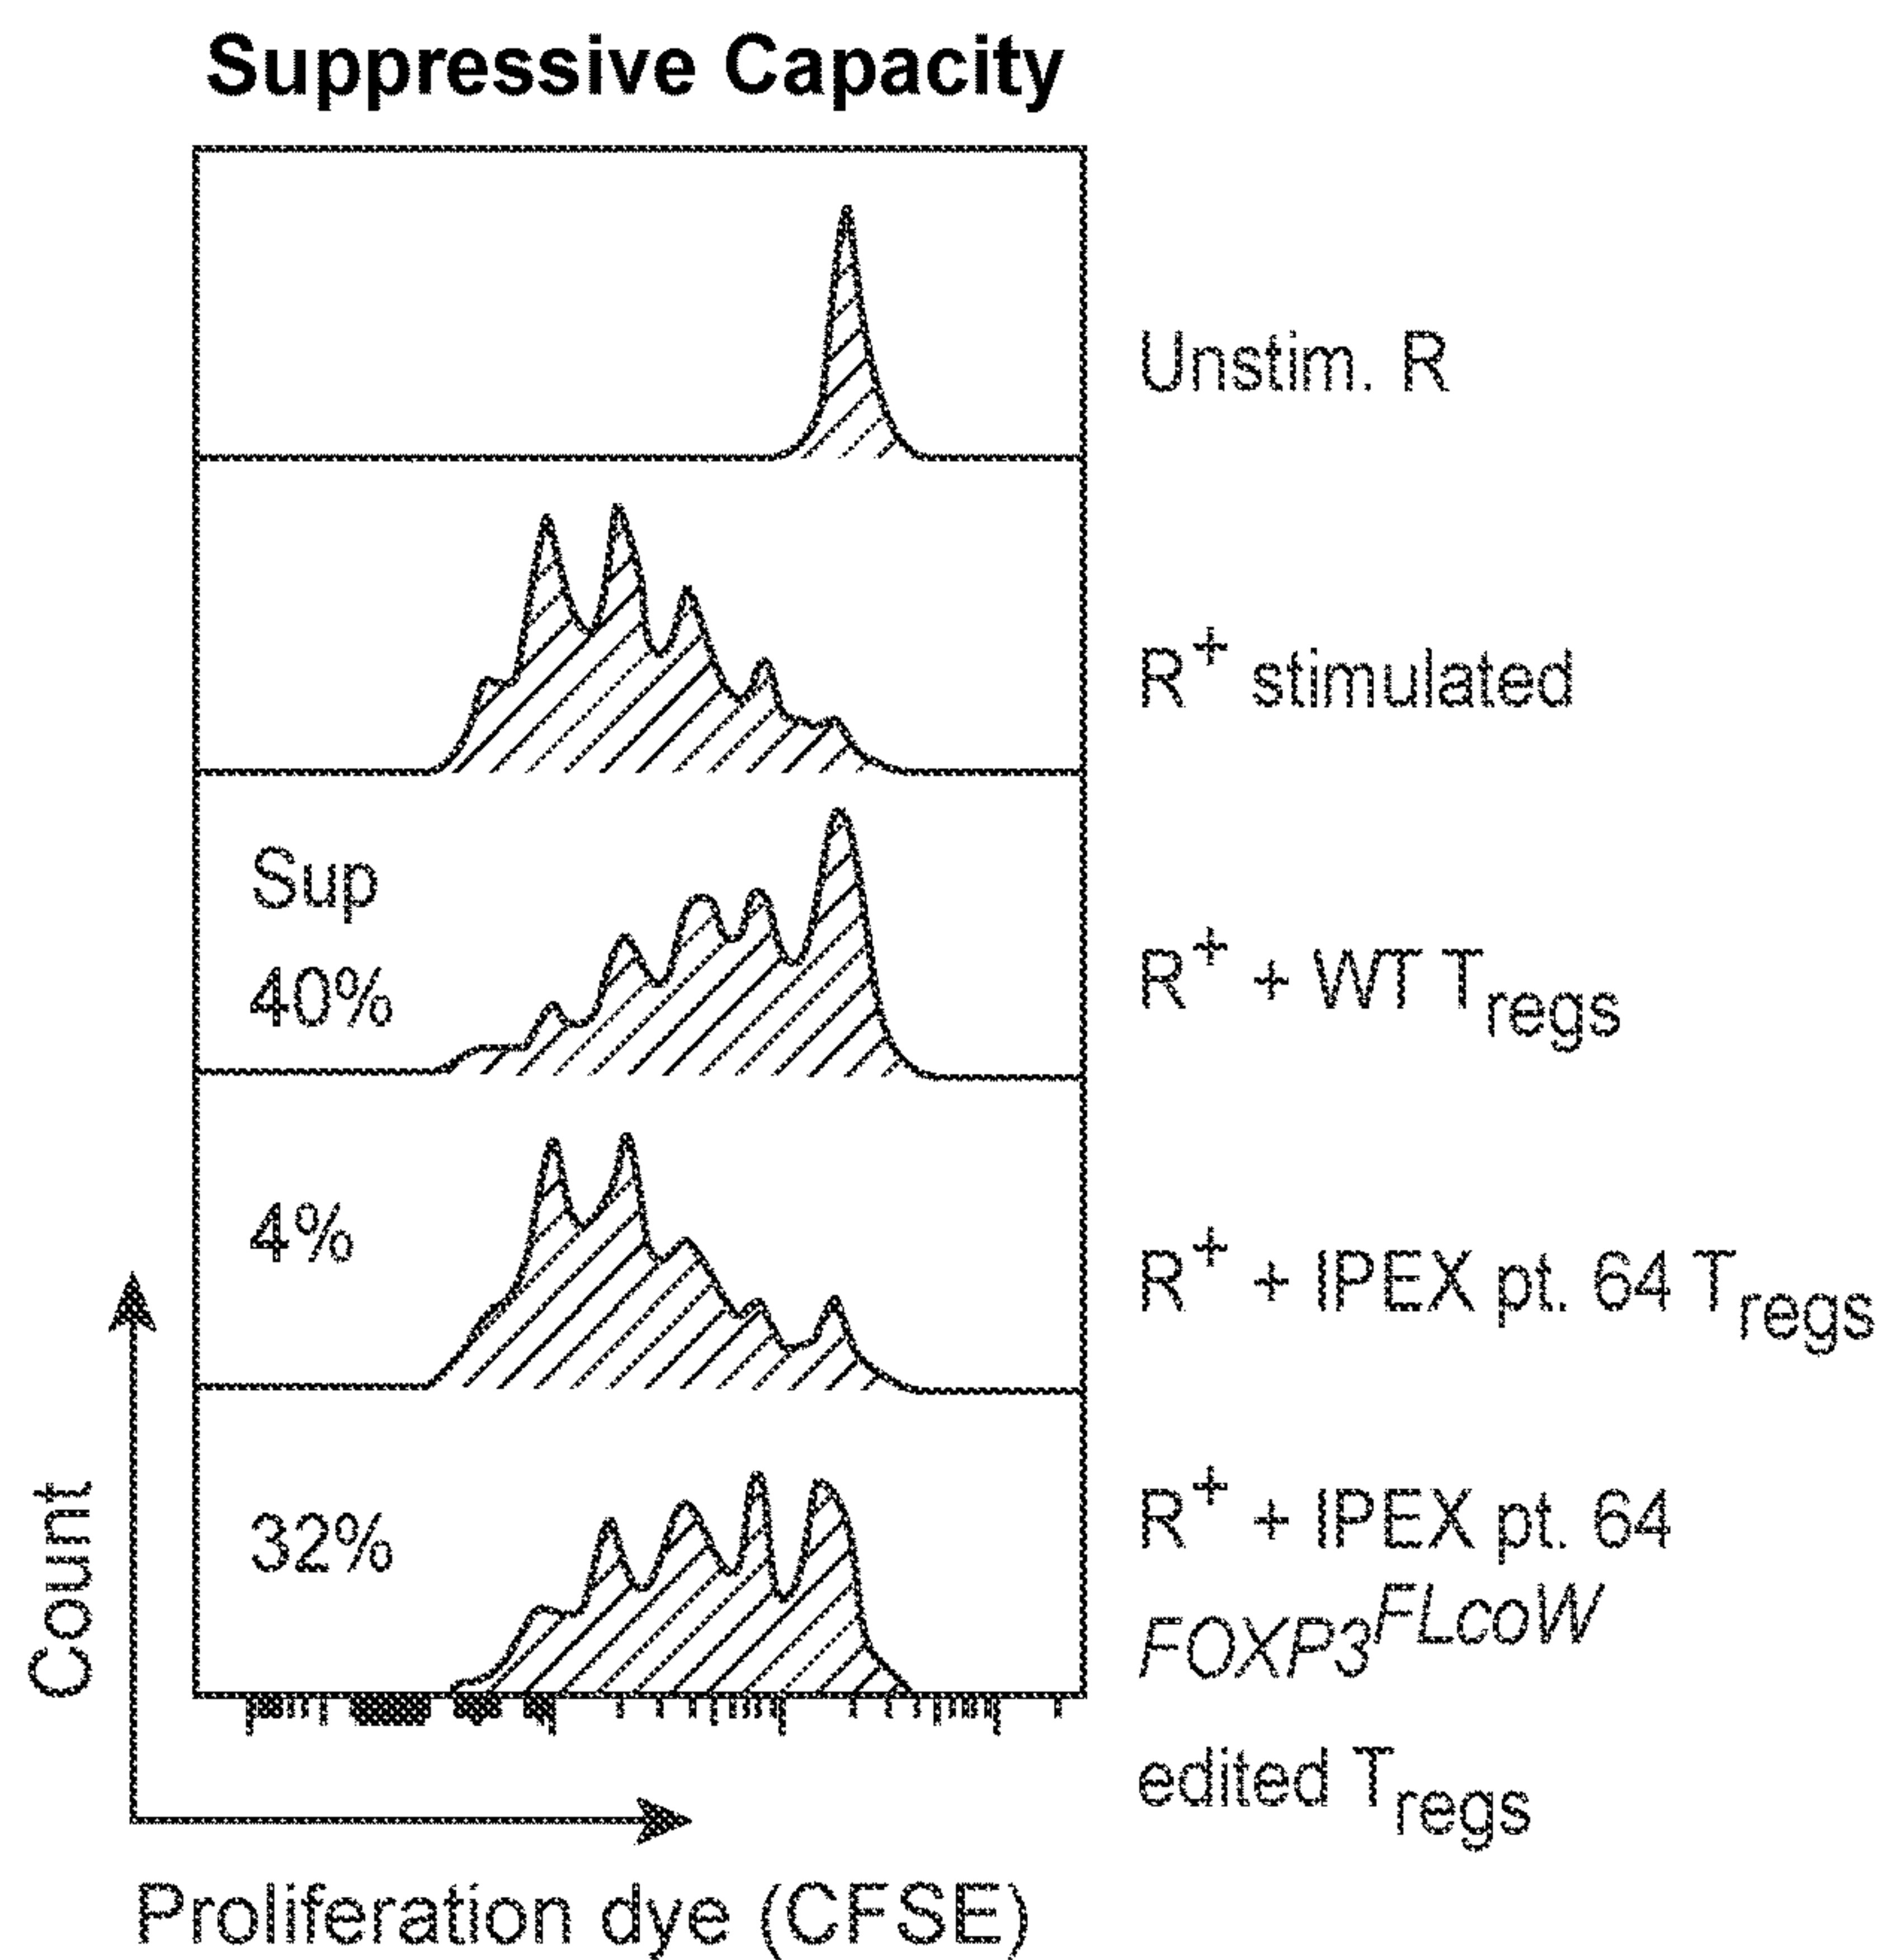 Suppressive Capacity
Unstim. R
R+ stimulated
Sup
40%
R+ + WT Tregs
4%
R+ + IPEX pt. 64 Tregs
32%
R+ + IPEX pt. 64
FOXP3FLcoW
edited Tregs
Count
Proliferation dye (CFSE)